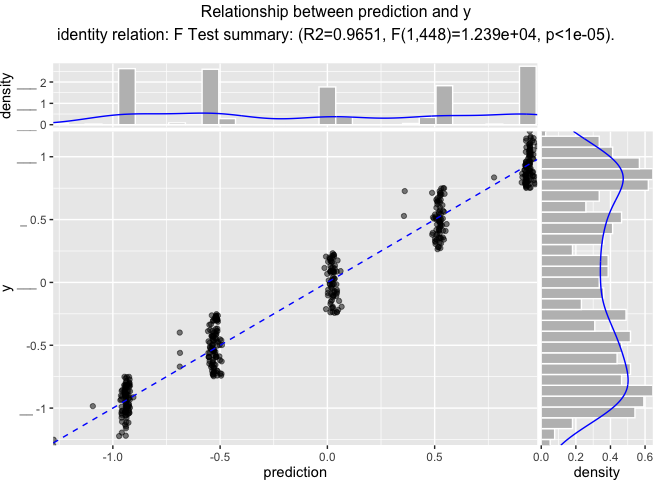 Relationship between prediction and y
identity relation: F Test summary: (R2=0.9651, F(1,448)=1.239e+04, p<1e-05).
density
2
1
0
y
1
0.5
0
-0.5
-1
-1.0
-0.5
0.0
0.5
prediction
0.0
0.2
0.4
0.6
density